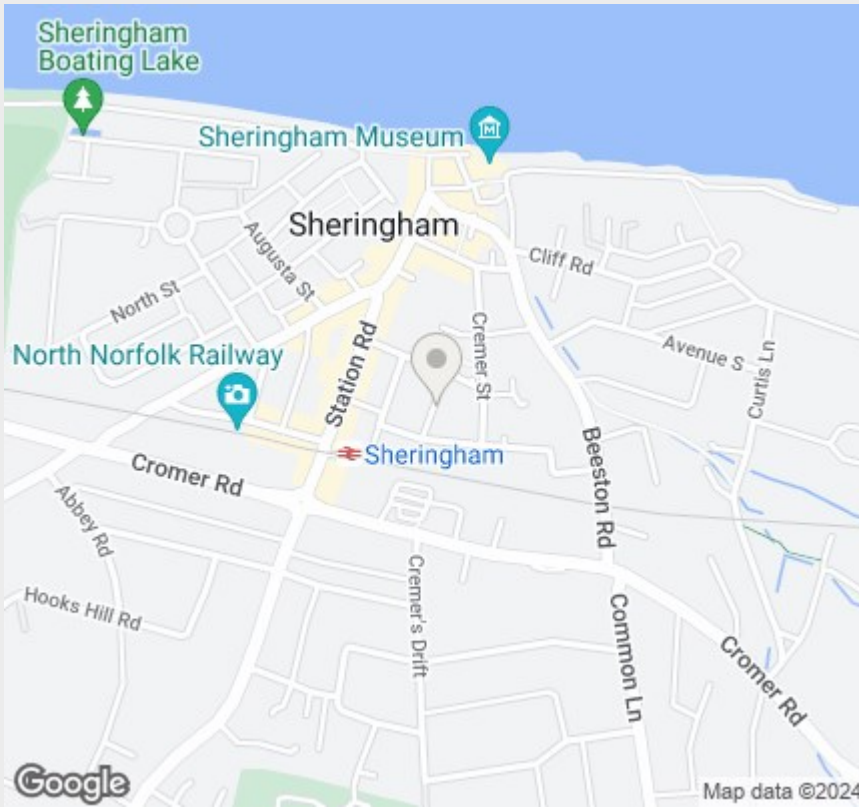 Sheringham
Boating Lake
Sheringham Museum
M
Sheringham
Cliff Rd
Augusta St
North St
Station Rd
Cremer St
Avenue S
Curtis Ln
North Norfolk Railway
Sheringham
Cromer Rd
Beeston Rd
Abbey Rd
Cremer's Drift
Hooks Hill Rd
Common Ln
Cromer Rd
Google
Map data ©2024